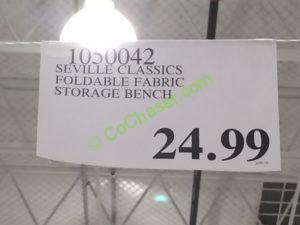 1050042
SEVILLE CLASSICS
FOLDABLE FABRIC
STORAGE BENCH
© CoChaser.com
24.99